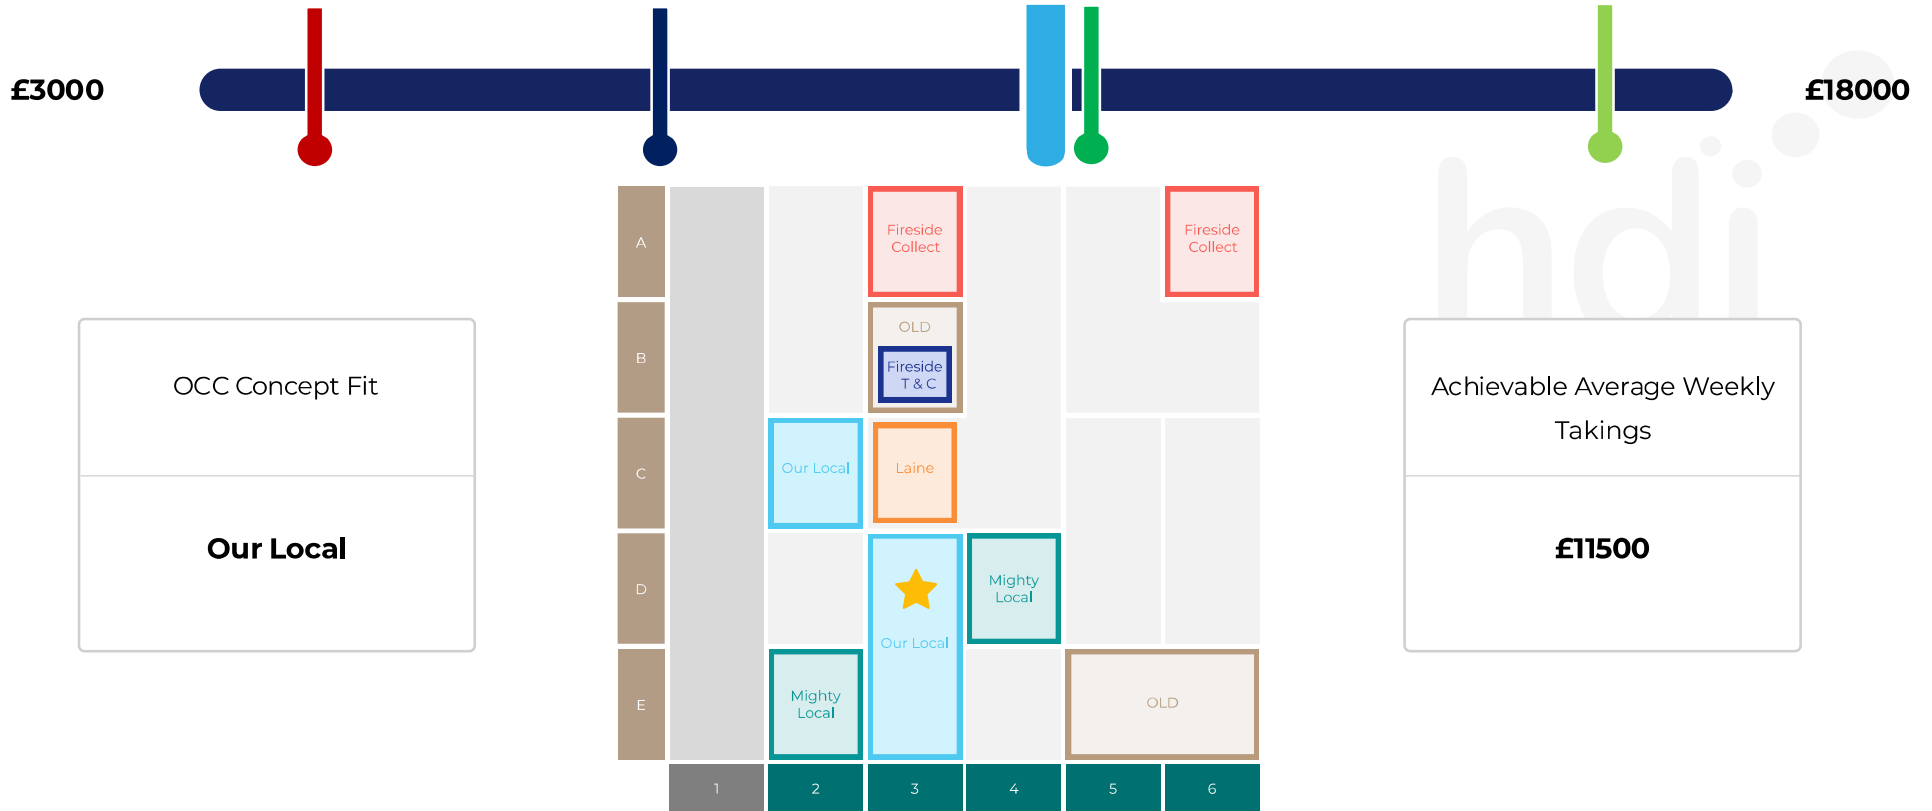 £3000
£18000
hdi
A
Fireside
Collect
Fireside
Collect
B
OLD
Fireside
T & C
OCC Concept Fit
Our Local
Achievable Average Weekly
Takings
£11500
C
Our Local
Laine
D
Our Local
Mighty
Local
E
Mighty
Local
OLD
1
2
3
4
5
6